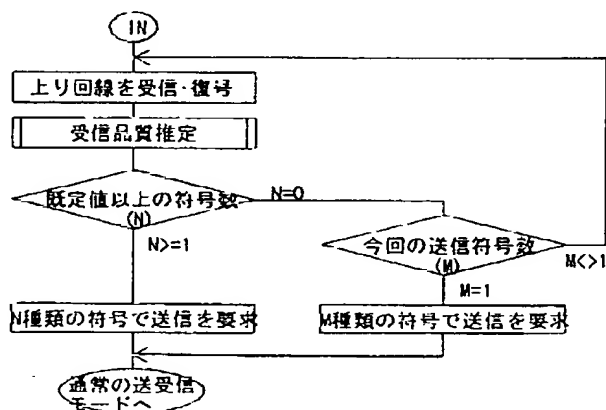 IN
上り回線を受信・復号
受信品質推定
既定値以上の符号数
(N)
N=0
N>=1
今回の送信符号数
(M)
M<>1
M=1
N種類の符号で送信を要求
M種類の符号で送信を要求
通常の送受信
モードへ